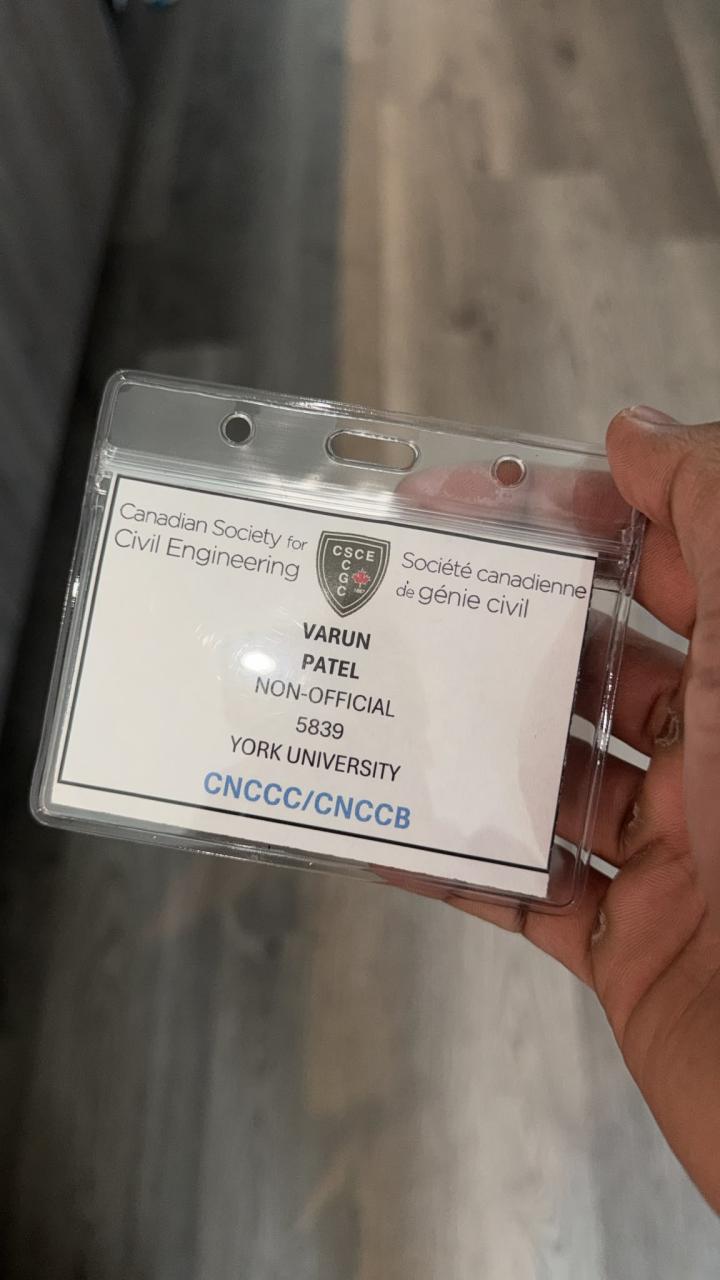 Canadian Society for
Civil Engineering
CSCE
C
G
C
1887
Société canadienne
de génie civil
VARUN
PATEL
NON-OFFICIAL
5839
YORK UNIVERSITY
CNCCC/CNCCB